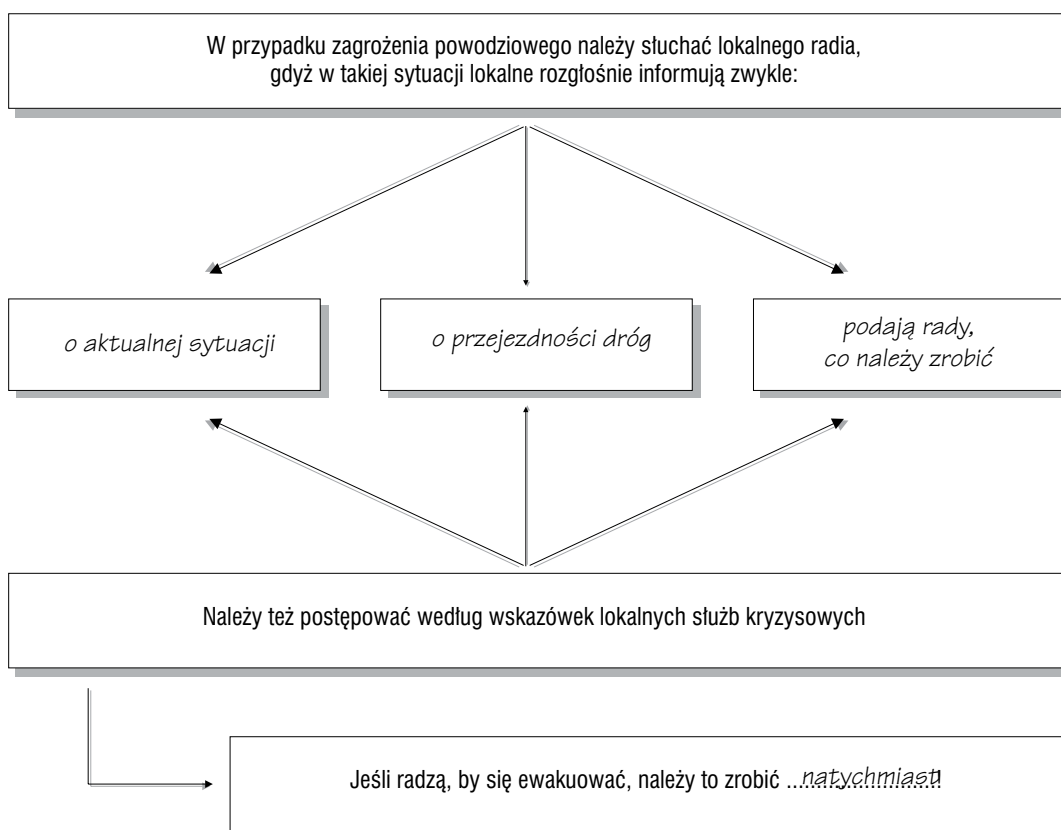 W przypadku zagrożenia powodziowego należy słuchać lokalnego radia,
gdyż w takiej sytuacji lokalne rozgłośnie informują zwykle:
o aktualnej sytuacji
o przejezdności dróg
podają rady,
co należy zrobić
Należy też postępować według wskazówek lokalnych służb kryzysowych
Jeśli radzą, by się ewakuować, należy to zrobić ...natychmiast!